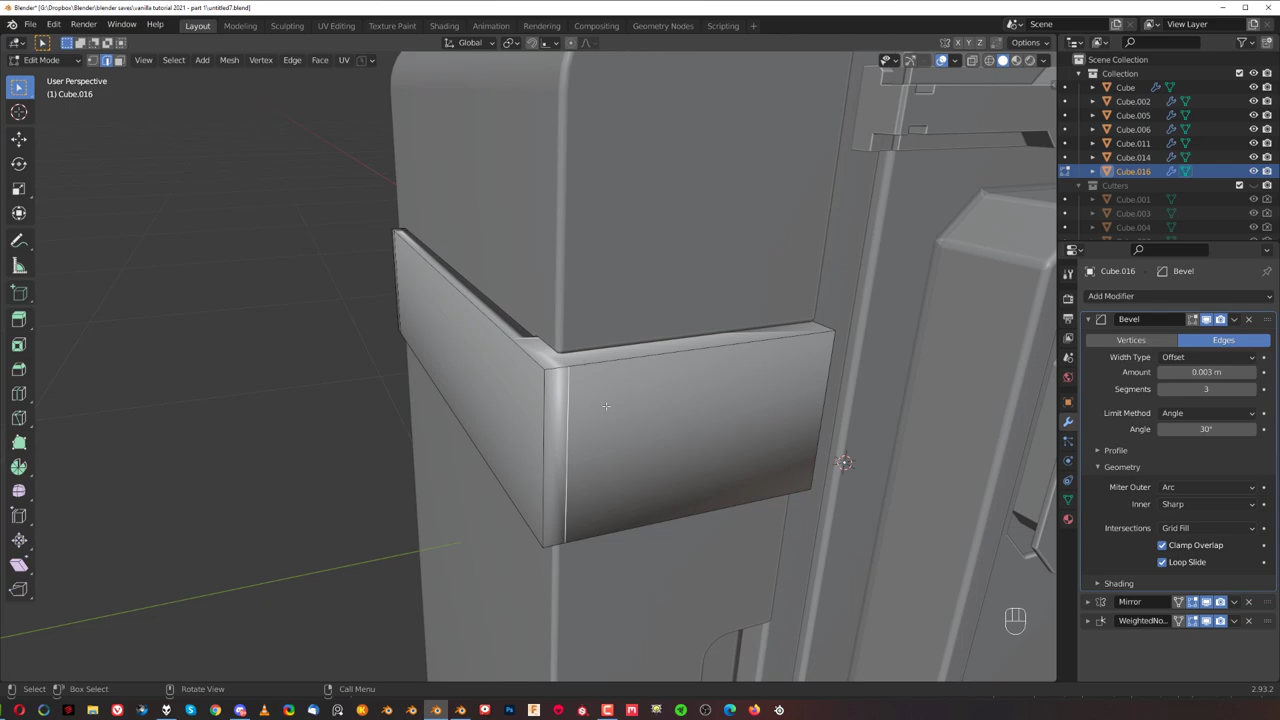 Blender* [G:\Dropbox\Blender\blender saves\vanilla tutorial 2021 - part 1\untitled7.blend]
File Edit Render Window Help Layout Modeling Sculpting UV Editing Texture Paint Shading Animation Rendering Compositing Geometry Nodes Scripting + Scene View Layer
Global X Y Z Options
Edit Mode View Select Add Mesh Vertex Edge Face UV
User Perspective
(1) Cube.016
Scene Collection
Collection
Cube
Cube.002
Cube.005
Cube.006
Cube.011
Cube.014
Cube.016
Cutters
Cube.001
Cube.003
Cube.004
Cube.016 Bevel
Add Modifier
Bevel
Vertices Edges
Width Type Offset
Amount 0.003 m
Segments 3
Limit Method Angle
Angle 30°
Profile
Geometry
Miter Outer Arc
Inner Sharp
Intersections Grid Fill
Clamp Overlap
Loop Slide
Shading
Mirror
WeightedNo...
Select Box Select Rotate View Call Menu 2.93.2